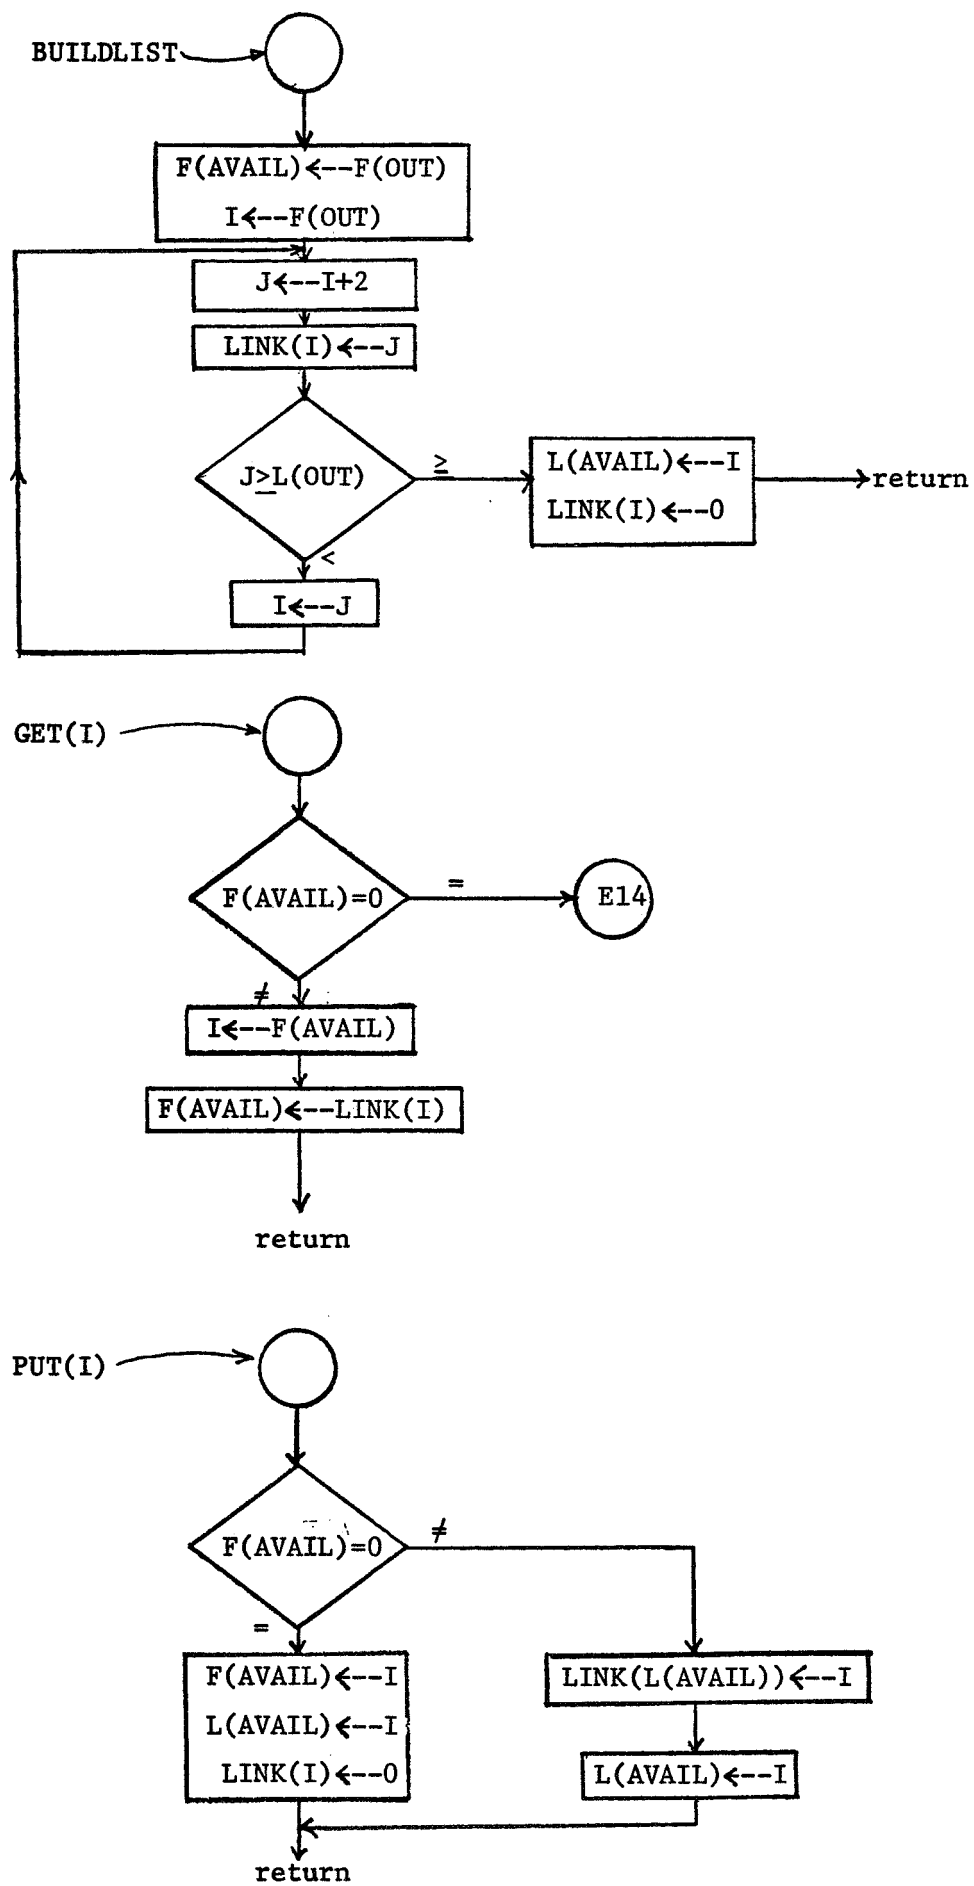 BUILDLIST
F(AVAIL)<--F(OUT)
I<--F(OUT)
J<--I+2
LINK(I)<--J
J≥L(OUT)
≥
L(AVAIL)<--I
LINK(I)<--0
return
<
I<--J
GET(I)
F(AVAIL)=0
=
E14
≠
I<--F(AVAIL)
F(AVAIL)<--LINK(I)
return
PUT(I)
F(AVAIL)=0
≠
=
F(AVAIL)<--I
L(AVAIL)<--I
LINK(I)<--0
LINK(L(AVAIL))<--I
L(AVAIL)<--I
return